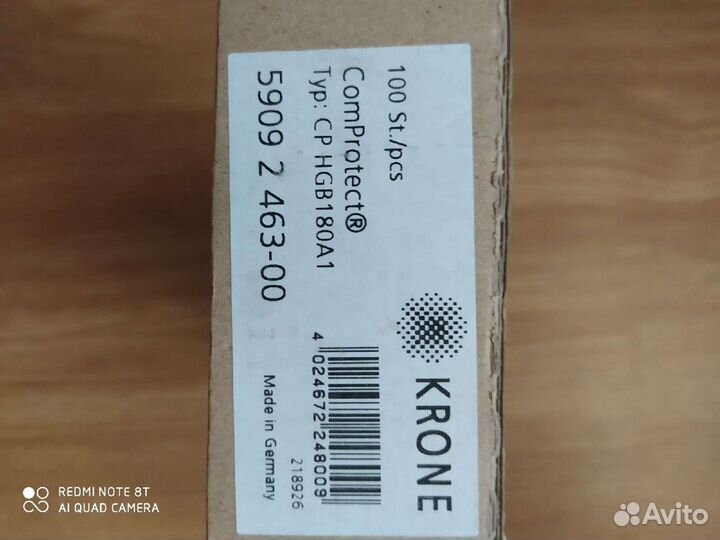 100 St./pcs
ComProtect®
Typ: CP HGB180A1
5909 2 463-00
KRONE
4 024672 248009
218926
Made in Germany
REDMI NOTE 8T
AI QUAD CAMERA
Avito